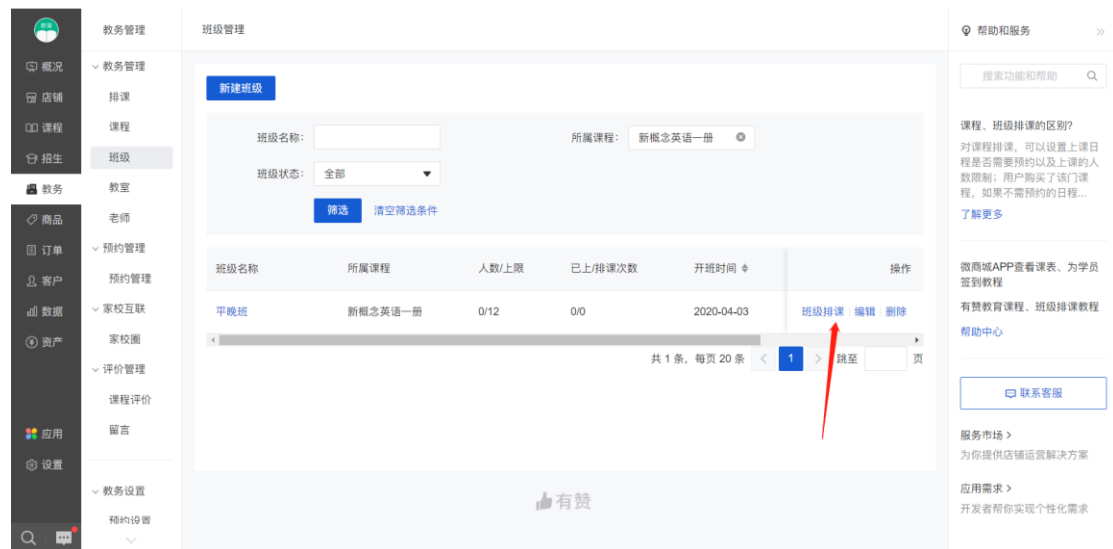 教务管理
班级管理
帮助和服务
概况
店铺
课程
招生
教务
商品
订单
客户
数据
资产
应用
设置
教务管理
排课
课程
班级
教室
老师
预约管理
预约管理
家校互联
家校圈
评价管理
课程评价
留言
教务设置
预约设置
新建班级
班级名称:
所属课程: 新概念英语一册
班级状态: 全部
筛选 清空筛选条件
班级名称 所属课程 人数/上限 已上/排课次数 开班时间 操作
平晚班 新概念英语一册 0/12 0/0 2020-04-03 班级排课 编辑 删除
共 1 条，每页 20 条 < 1 > 跳至 页
有赞
搜索功能和帮助
课程、班级排课的区别?
对课程排课，可以设置上课日
程是否需要预约以及上课的人
数限制；用户购买了该门课
程，如果不需预约的日程...
了解更多
微商城APP查看课表、为学员
签到教程
有赞教育课程、班级排课教程
帮助中心
联系客服
服务市场 >
为你提供店铺运营解决方案
应用需求 >
开发者帮你实现个性化需求